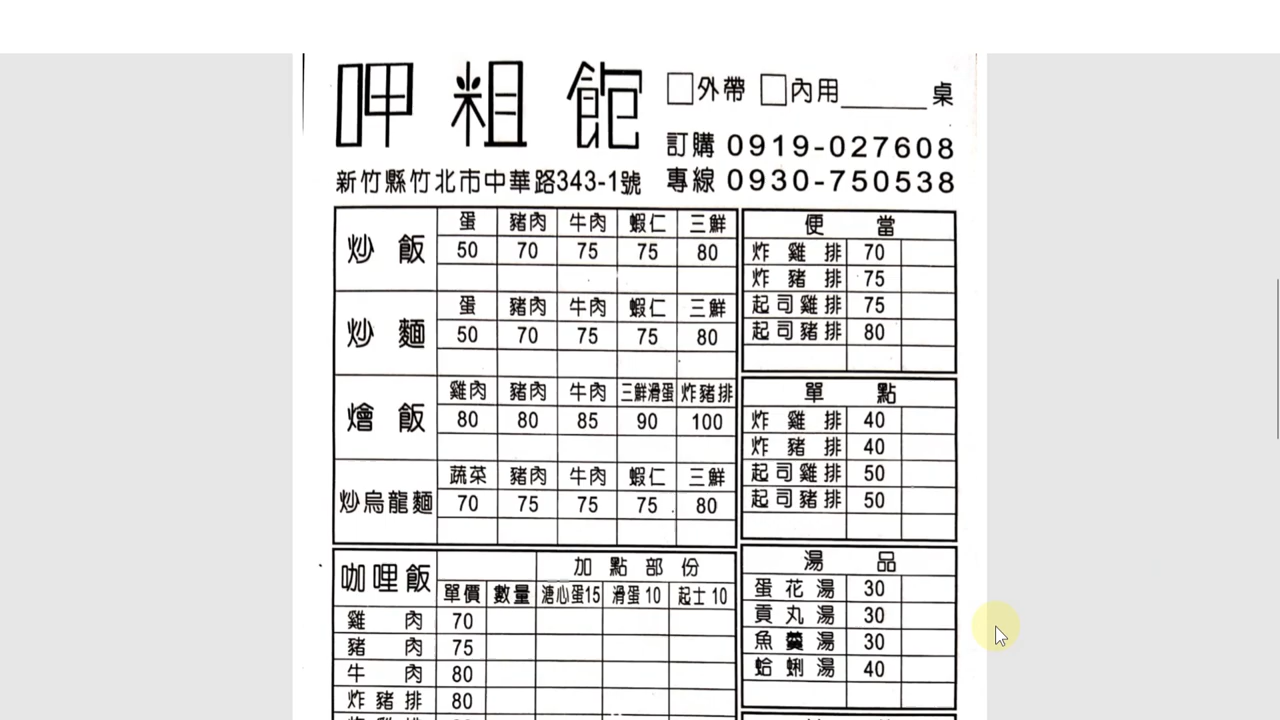 呷粗飽
□外帶 □內用______桌
訂購 0919-027608
新竹縣竹北市中華路343-1號 專線 0930-750538
炒飯 蛋 豬肉 牛肉 蝦仁 三鮮
50 70 75 75 80
炒麵 蛋 豬肉 牛肉 蝦仁 三鮮
50 70 75 75 80
燴飯 雞肉 豬肉 牛肉 三鮮滑蛋 炸豬排
80 80 85 90 100
炒烏龍麵 蔬菜 豬肉 牛肉 蝦仁 三鮮
70 75 75 75 80
咖哩飯 加點部份
單價 數量 溏心蛋15 滑蛋10 起士10
雞肉 70
豬肉 75
牛肉 80
炸豬排 80
便當
炸雞排 70
炸豬排 75
起司雞排 75
起司豬排 80
單點
炸雞排 40
炸豬排 40
起司雞排 50
起司豬排 50
湯品
蛋花湯 30
貢丸湯 30
魚羹湯 30
蛤蜊湯 40